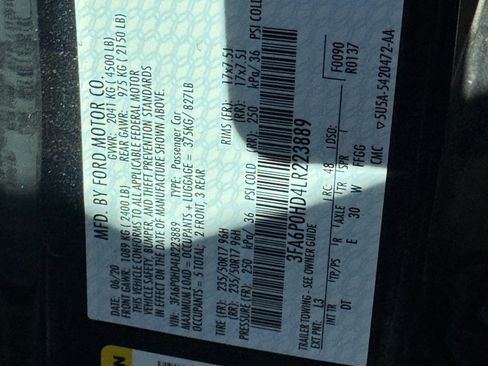 MFD. BY FORD MOTOR CO.
DATE: 06/20 GVWR: 2041 KG (4500 LB)
FRONT GAWR: 1089 KG (2400 LB) REAR GAWR: 975 KG (2150 LB)
THIS VEHICLE CONFORMS TO ALL APPLICABLE FEDERAL MOTOR
VEHICLE SAFETY, BUMPER, AND THEFT PREVENTION STANDARDS
IN EFFECT ON THE DATE OF MANUFACTURE SHOWN ABOVE.
VIN: 3FA6P0HD4LR223889 TYPE: Passenger Car
MAXIMUM LOAD = OCCUPANTS + LUGGAGE = 375KG/ 827LB
OCCUPANTS: 5 TOTAL, 2 FRONT, 3 REAR
TIRE (FR): 235/50R17 96H RIMS (FR): 17x7.5J
(RR): 235/50R17 96H (RR): 17x7.5J
PRESSURE (FR): 250 kPa/ 36 PSI COLD (RR): 250 kPa/ 36 PSI COLD
3FA6P0HD4LR223889
F0090
R0137
TRAILER TOWING - SEE OWNER GUIDE
EXT PNT: L3 RC: 48 DSO:
INT TR TP/PS R AXLE TR SPR
DT E 30 W FFGG
CMC
5U5A-5420472-AA